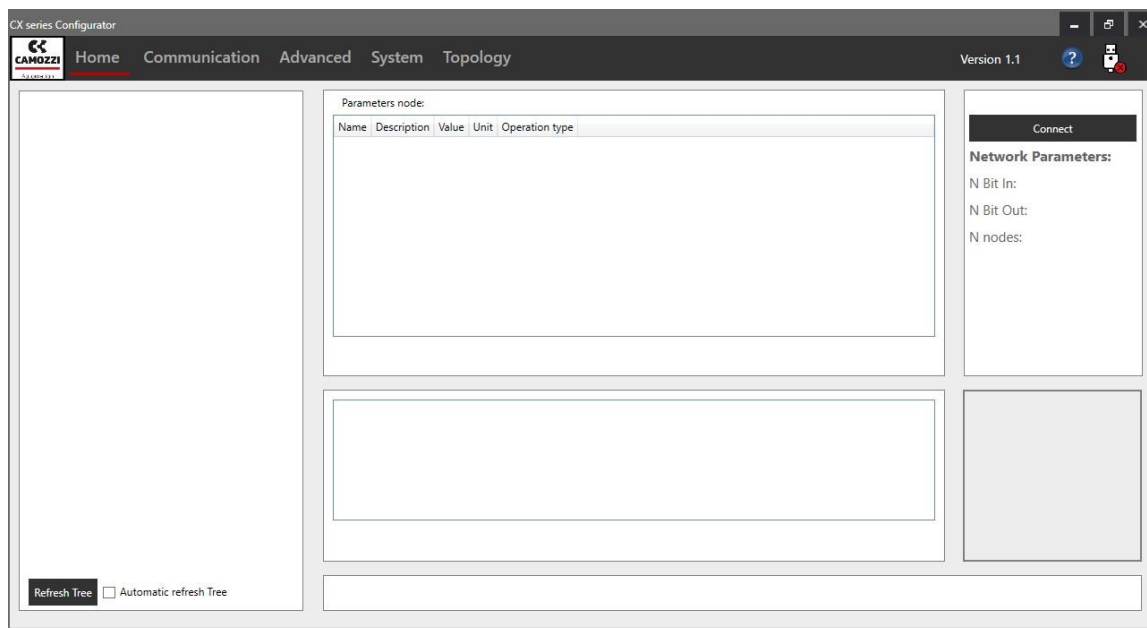 CX series Configurator
CAMOZZI
Automation
Home Communication Advanced System Topology
Version 1.1
?
Parameters node:
Name Description Value Unit Operation type
Connect
Network Parameters:
N Bit In:
N Bit Out:
N nodes:
Refresh Tree
Automatic refresh Tree